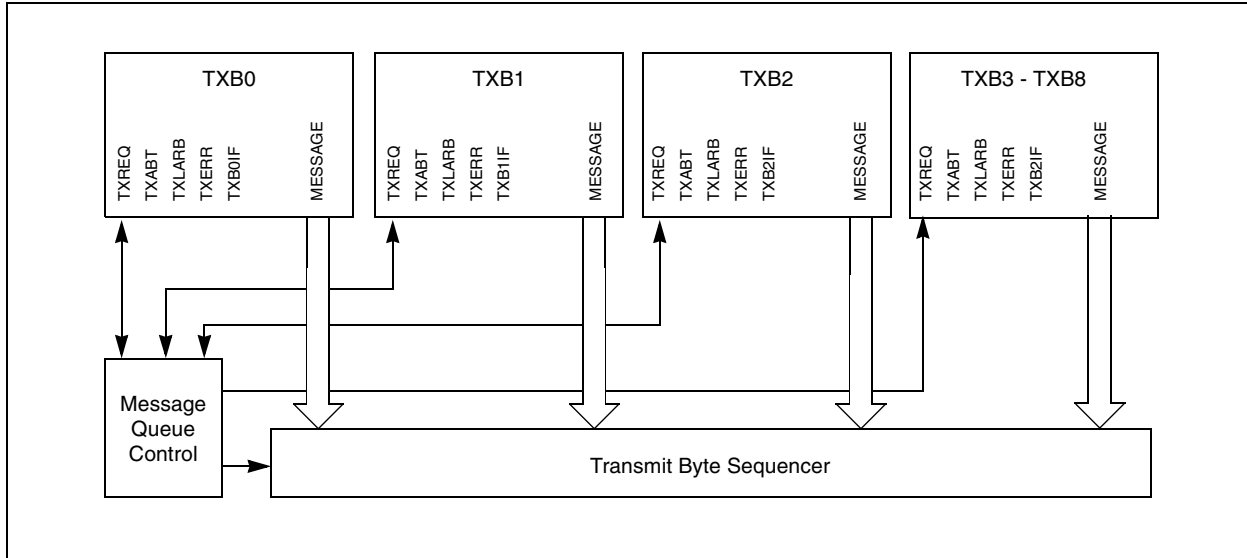 TXB0
TXREQ
TXABT
TXLARB
TXERR
TXB0IF
MESSAGE
TXB1
TXREQ
TXABT
TXLARB
TXERR
TXB1IF
MESSAGE
TXB2
TXREQ
TXABT
TXLARB
TXERR
TXB2IF
MESSAGE
TXB3 - TXB8
TXREQ
TXABT
TXLARB
TXERR
TXB2IF
MESSAGE
Message
Queue
Control
Transmit Byte Sequencer